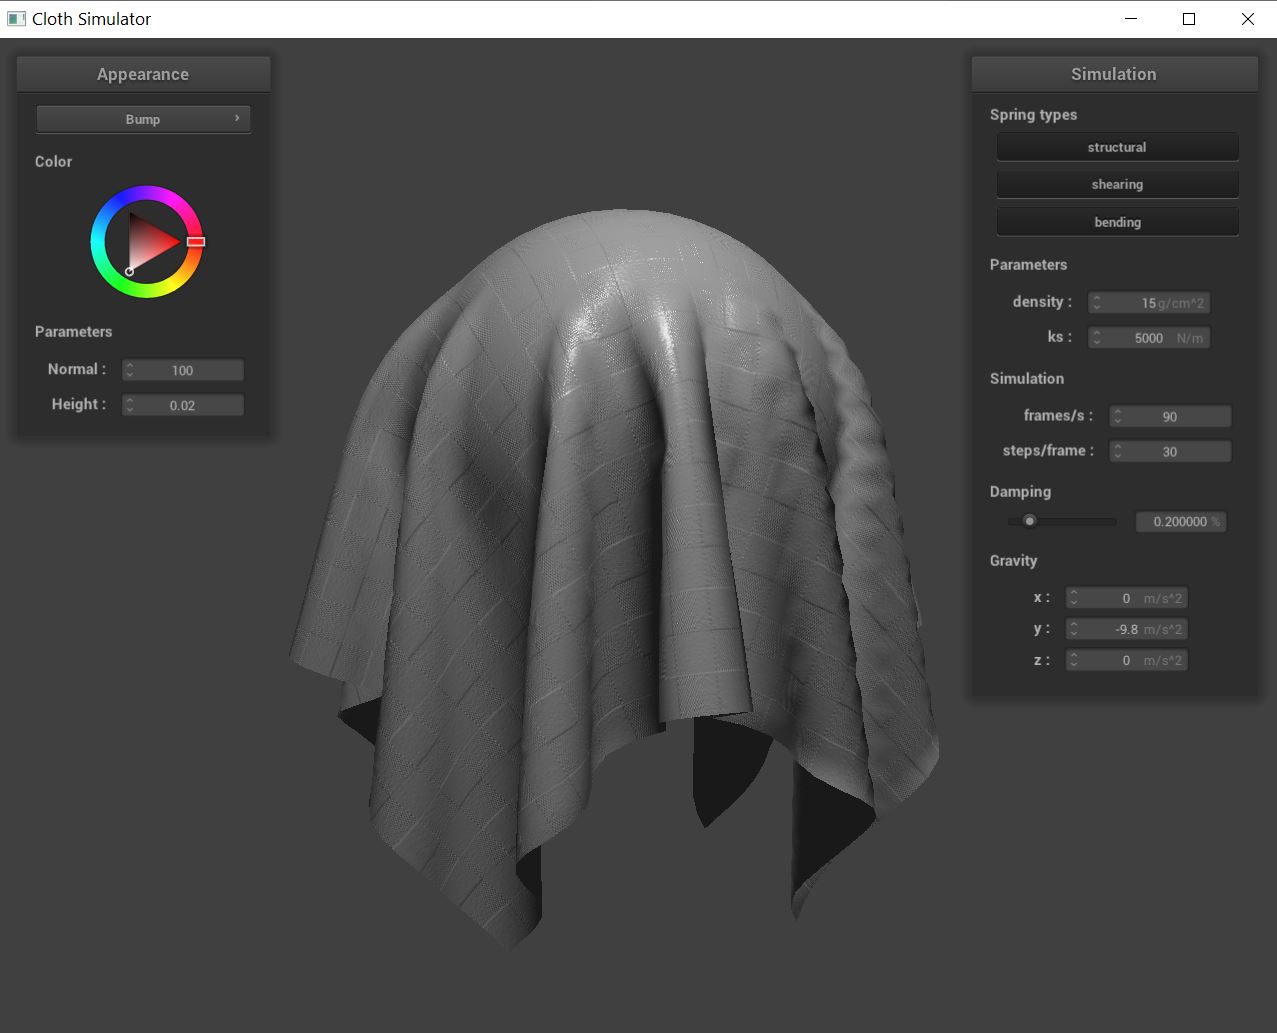 Cloth Simulator
Appearance
Bump
Color
Parameters
Normal : 100
Height : 0.02
Simulation
Spring types
structural
shearing
bending
Parameters
density : 15 g/cm^2
ks : 5000 N/m
Simulation
frames/s : 90
steps/frame : 30
Damping
0.200000 %
Gravity
x : 0 m/s^2
y : -9.8 m/s^2
z : 0 m/s^2